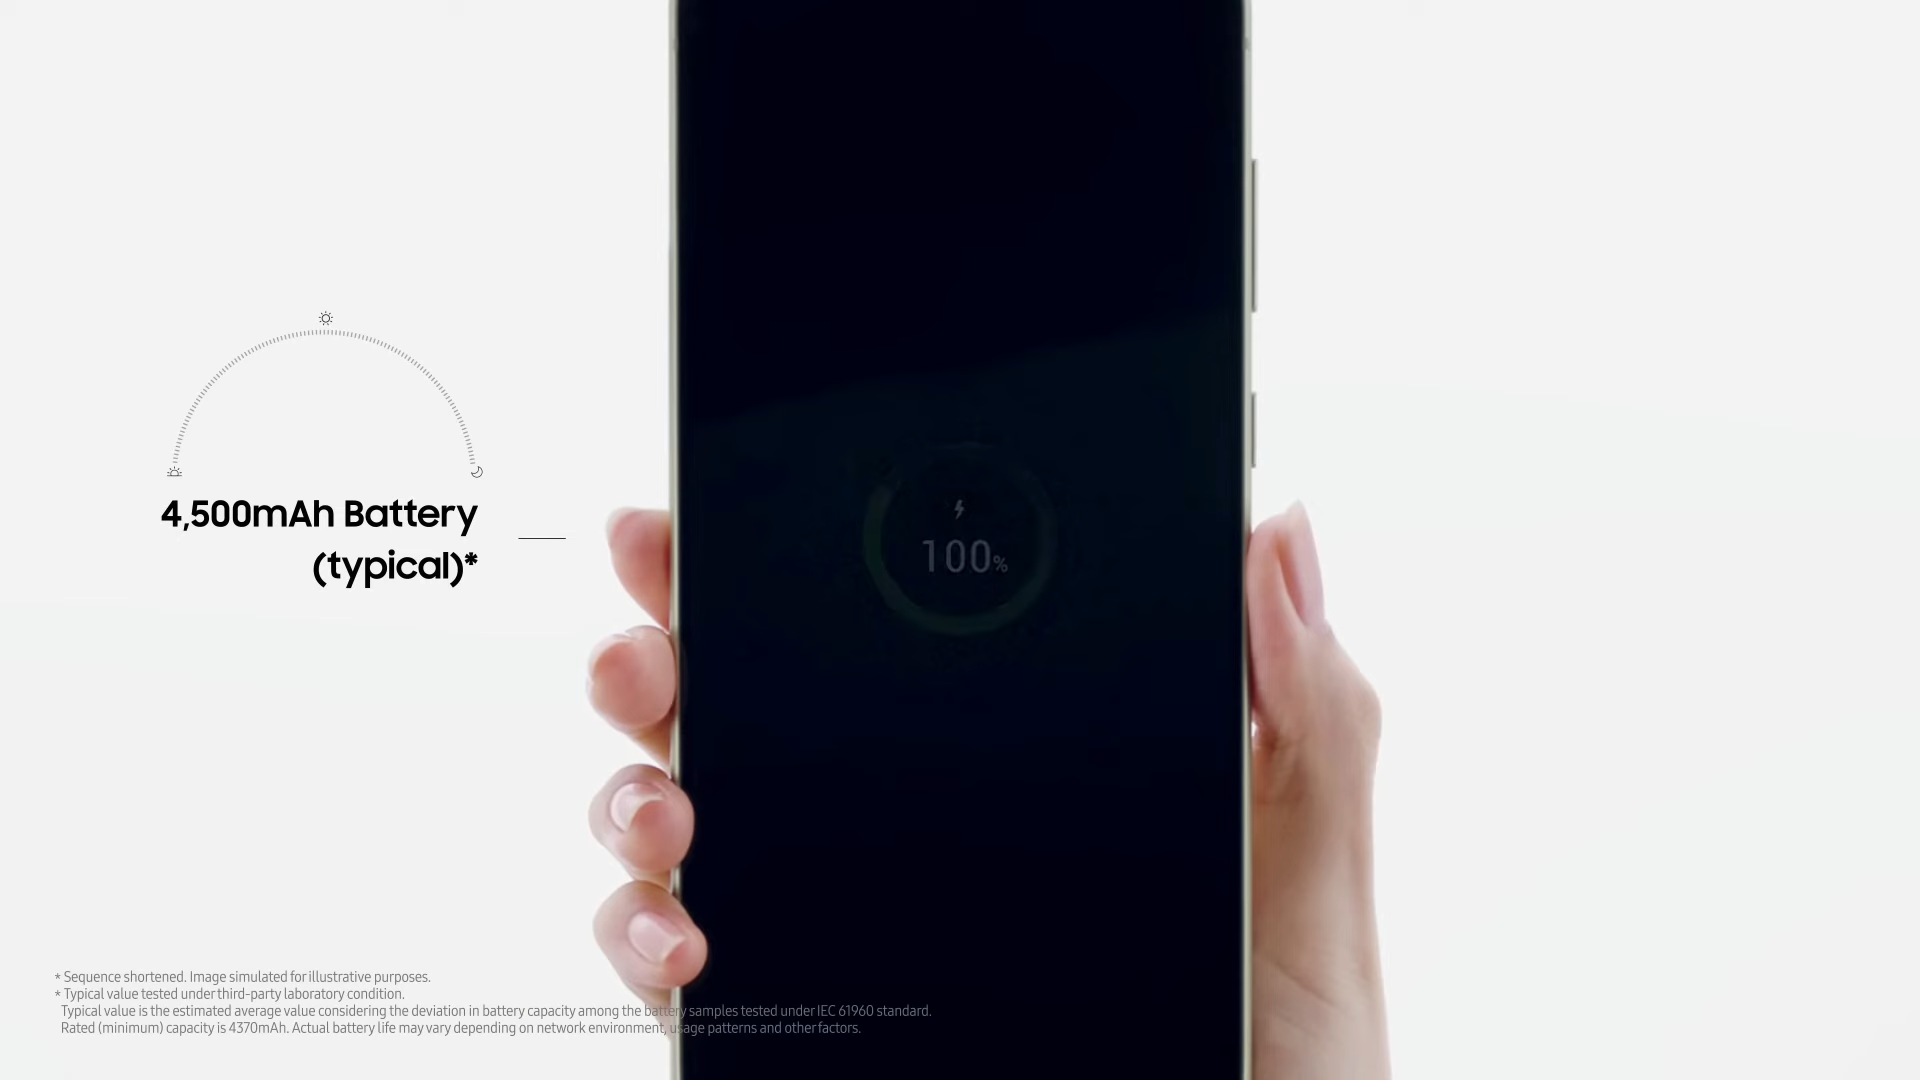 4,500mAh Battery
(typical)*
100%
* Sequence shortened. Image simulated for illustrative purposes.
* Typical value tested under third-party laboratory condition.
Typical value is the estimated average value considering the deviation in battery capacity among the battery samples tested under IEC 61960 standard.
Rated (minimum) capacity is 4370mAh. Actual battery life may vary depending on network environment, usage patterns and other factors.